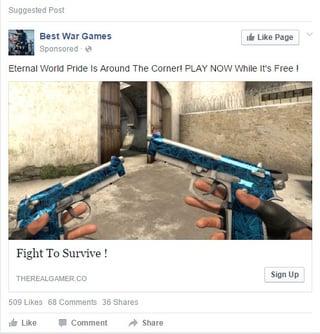 Suggested Post
Best War Games
Like Page
Sponsored ·
Eternal World Pride Is Around The Corner! PLAY NOW While It's Free !
Fight To Survive !
THEREALGAMER.CO
Sign Up
509 Likes 68 Comments 36 Shares
Like Comment Share